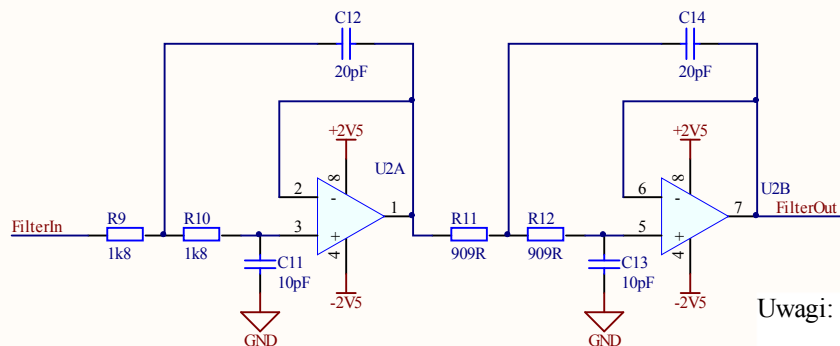 C12
20pF
C14
20pF
+2V5
U2A
8
2
-
1
3
+
4
-2V5
FilterIn
R9
1k8
R10
1k8
C11
10pF
GND
R11
909R
R12
909R
C13
10pF
GND
+2V5
U2B
8
6
-
7
5
+
4
-2V5
FilterOut
Uwagi: